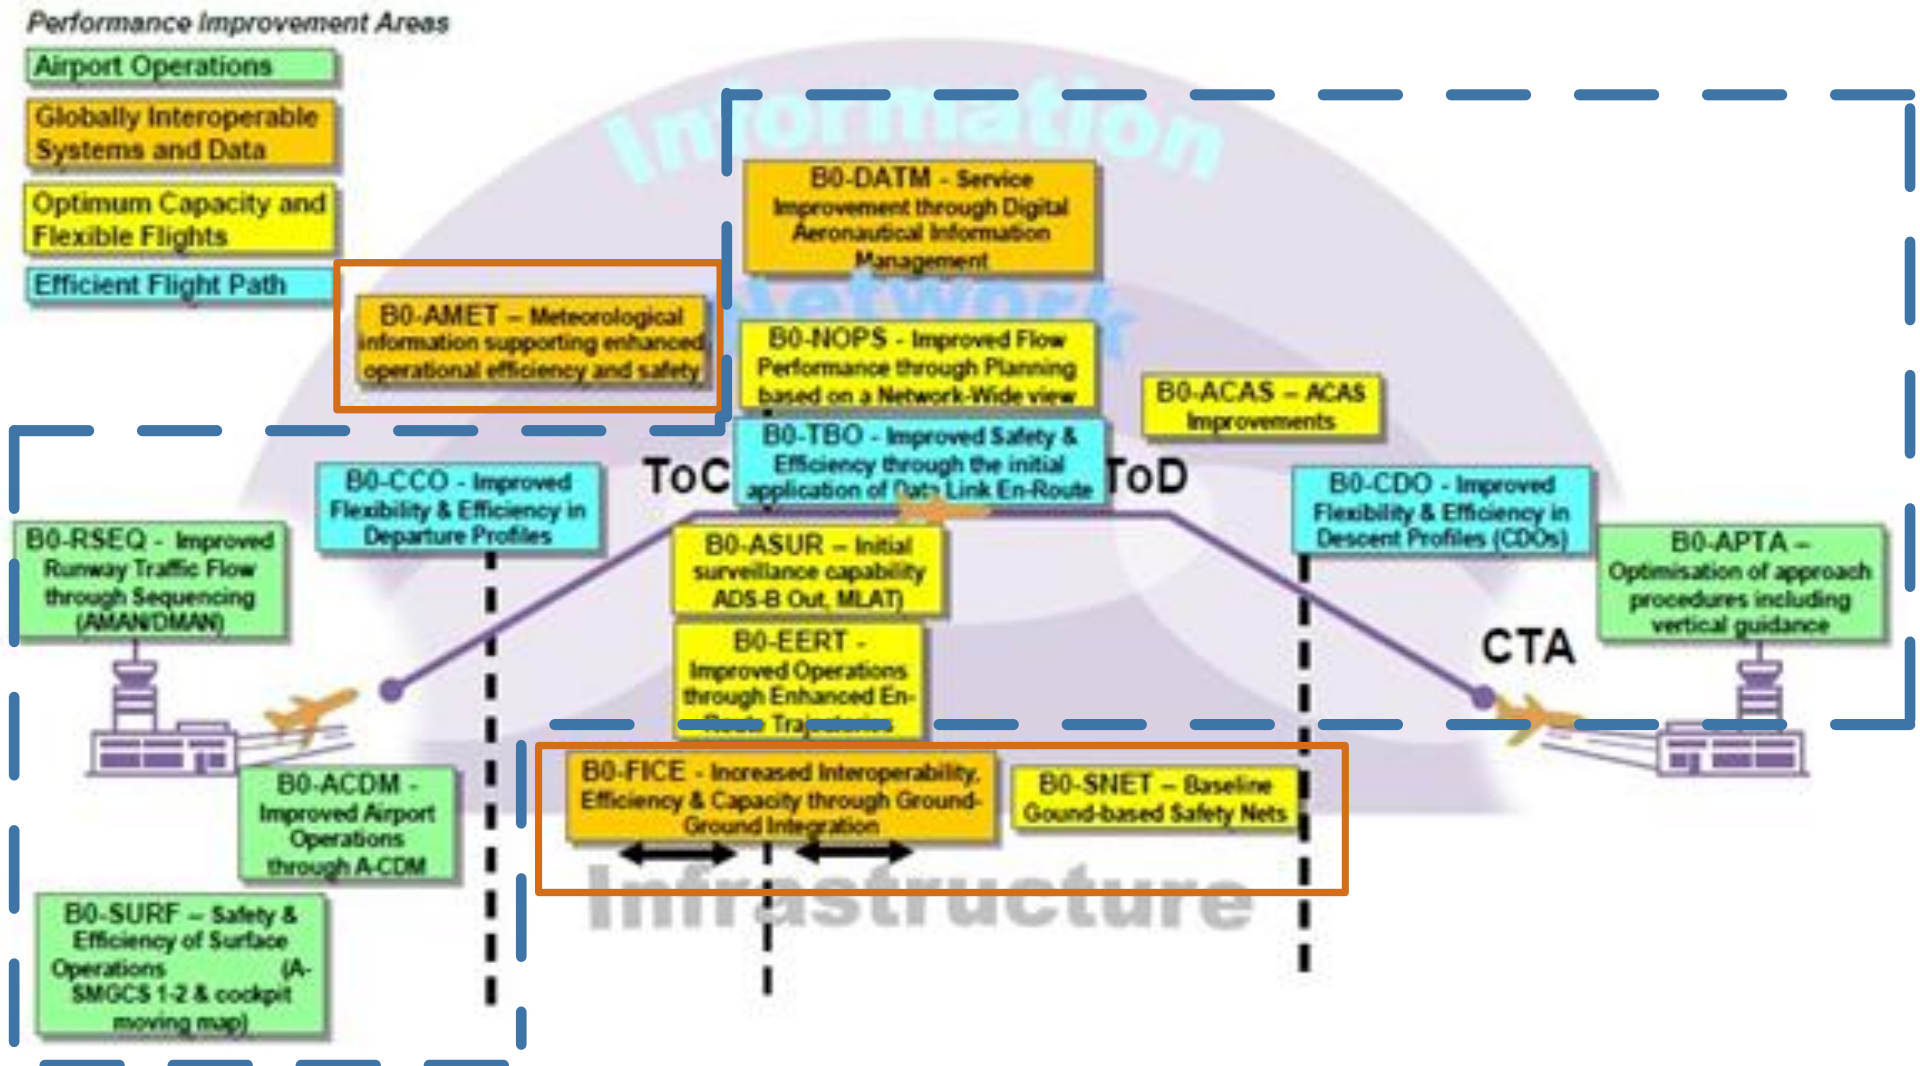 Performance Improvement Areas
Airport Operations
Globally Interoperable
Systems and Data
Optimum Capacity and
Flexible Flights
Efficient Flight Path
Information
B0-DATM - Service
Improvement through Digital
Aeronautical Information
Management
Network
B0-AMET – Meteorological
information supporting enhanced
operational efficiency and safety
B0-NOPS - Improved Flow
Performance through Planning
based on a Network-Wide view
B0-ACAS – ACAS
Improvements
B0-TBO - Improved Safety &
Efficiency through the initial
application of Data Link En-Route
ToC
ToD
B0-CCO - Improved
Flexibility & Efficiency in
Departure Profiles
B0-CDO - Improved
Flexibility & Efficiency in
Descent Profiles (CDOs)
B0-RSEQ - Improved
Runway Traffic Flow
through Sequencing
(AMAN/DMAN)
B0-ASUR – Initial
surveillance capability
ADS-B Out, MLAT)
B0-APTA –
Optimisation of approach
procedures including
vertical guidance
B0-EERT -
Improved Operations
through Enhanced En-
Route Trajectories
CTA
B0-ACDM -
Improved Airport
Operations
through A-CDM
B0-FICE - Increased Interoperability,
Efficiency & Capacity through Ground-
Ground Integration
B0-SNET – Baseline
Gound-based Safety Nets
Infrastructure
B0-SURF – Safety &
Efficiency of Surface
Operations (A-
SMGCS 1-2 & cockpit
moving map)